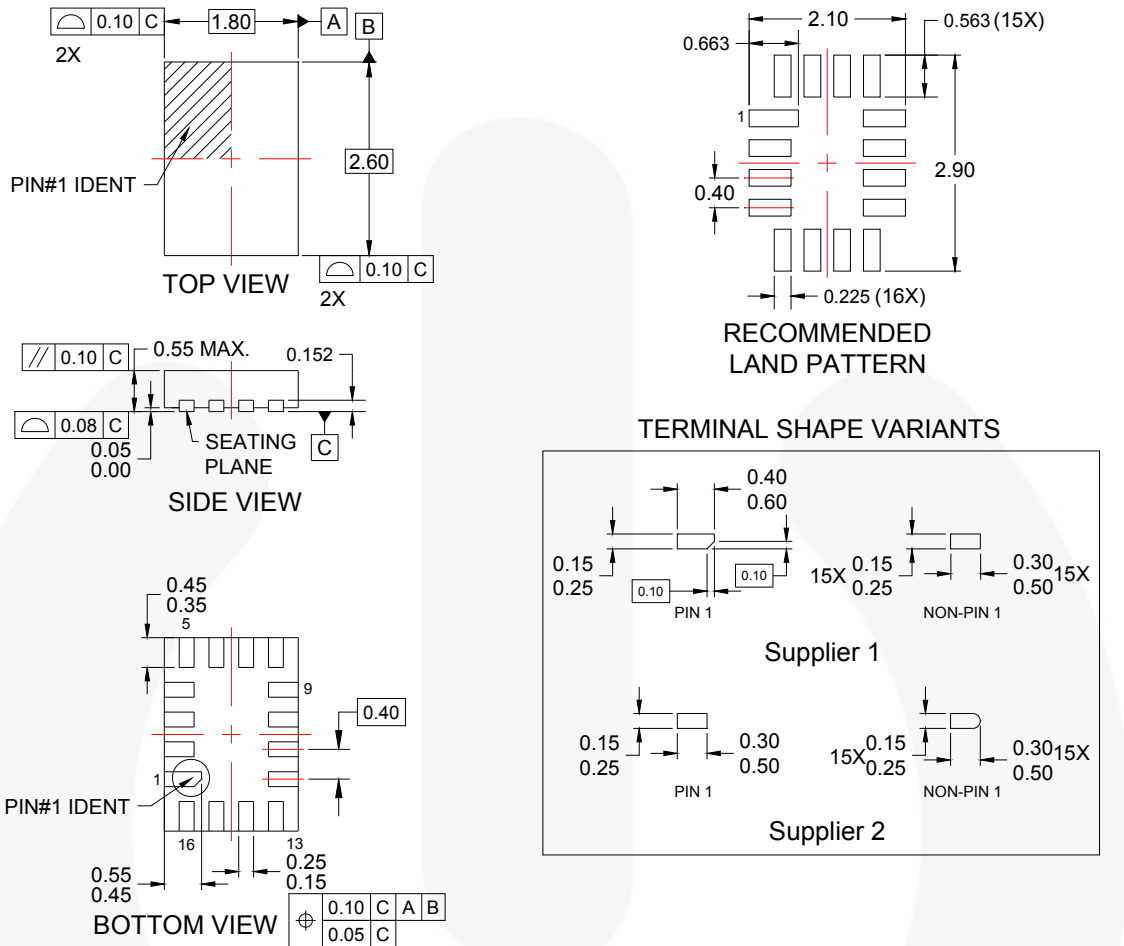 0.10 C
2X
1.80
A
B
PIN#1 IDENT
2.60
0.10 C
2X
TOP VIEW
2.10
0.563 (15X)
0.663
1
0.40
2.90
0.225 (16X)
RECOMMENDED
LAND PATTERN
// 0.10 C
0.55 MAX.
0.152
0.08 C
0.05
0.00
SEATING
PLANE
C
SIDE VIEW
TERMINAL SHAPE VARIANTS
0.40
0.60
0.15
0.25
0.10
0.10
PIN 1
15X
0.15
0.25
0.30
0.50
15X
NON-PIN 1
Supplier 1
0.15
0.25
0.30
0.50
PIN 1
15X
0.15
0.25
0.30
0.50
15X
NON-PIN 1
Supplier 2
0.45
0.35
5
9
0.40
1
PIN#1 IDENT
16
13
0.55
0.45
0.25
0.15
BOTTOM VIEW
⌖ 0.10 C A B
0.05 C